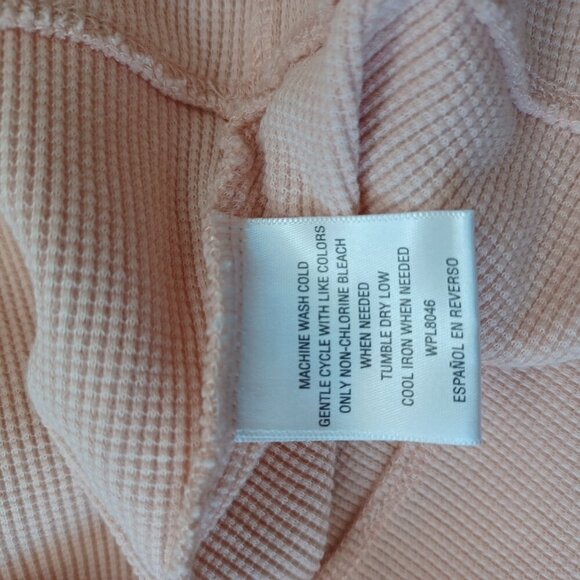 MACHINE WASH COLD
GENTLE CYCLE WITH LIKE COLORS
ONLY NON-CHLORINE BLEACH
WHEN NEEDED
TUMBLE DRY LOW
COOL IRON WHEN NEEDED
WPL8046
ESPAÑOL EN REVERSO